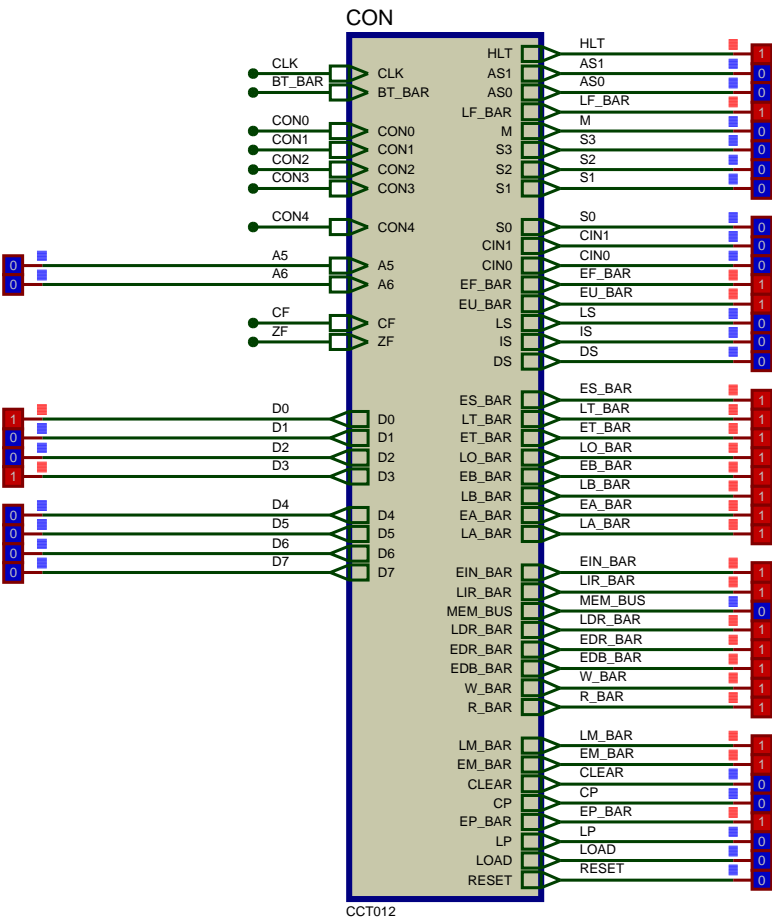 CON
CLK CLK HLT HLT 1
BT_BAR BT_BAR AS1 AS1 0
AS0 AS0 0
LF_BAR LF_BAR 1
CON0 CON0 M M 0
CON1 CON1 S3 S3 0
CON2 CON2 S2 S2 0
CON3 CON3 S1 S1 0
CON4 CON4 S0 S0 0
CIN1 CIN1 0
0 A5 A5 CIN0 CIN0 0
0 A6 A6 EF_BAR EF_BAR 1
EU_BAR EU_BAR 1
CF CF LS LS 0
ZF ZF IS IS 0
DS DS 0
ES_BAR ES_BAR 1
1 D0 D0 LT_BAR LT_BAR 1
0 D1 D1 ET_BAR ET_BAR 1
0 D2 D2 LO_BAR LO_BAR 1
1 D3 D3 EB_BAR EB_BAR 1
LB_BAR LB_BAR 1
0 D4 D4 EA_BAR EA_BAR 1
0 D5 D5 LA_BAR LA_BAR 1
0 D6 D6
0 D7 D7 EIN_BAR EIN_BAR 1
LIR_BAR LIR_BAR 1
MEM_BUS MEM_BUS 0
LDR_BAR LDR_BAR 1
EDR_BAR EDR_BAR 1
EDB_BAR EDB_BAR 1
W_BAR W_BAR 1
R_BAR R_BAR 1
LM_BAR LM_BAR 1
EM_BAR EM_BAR 1
CLEAR CLEAR 0
CP CP 0
EP_BAR EP_BAR 1
LP LP 0
LOAD LOAD 0
RESET RESET 0
CCT012